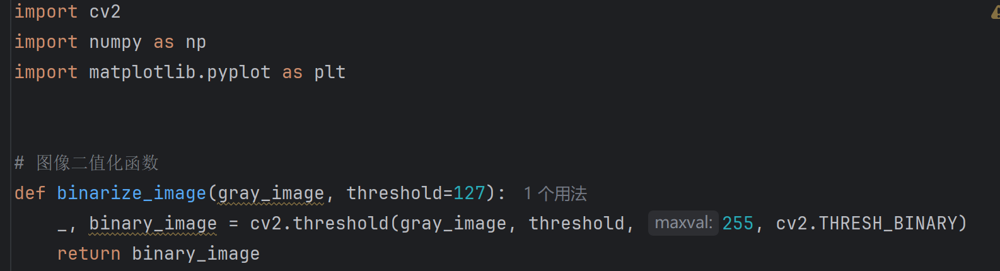 import cv2
import numpy as np
import matplotlib.pyplot as plt
# 图像二值化函数
def binarize_image(gray_image, threshold=127): 1个用法
    _, binary_image = cv2.threshold(gray_image, threshold, maxval: 255, cv2.THRESH_BINARY)
    return binary_image